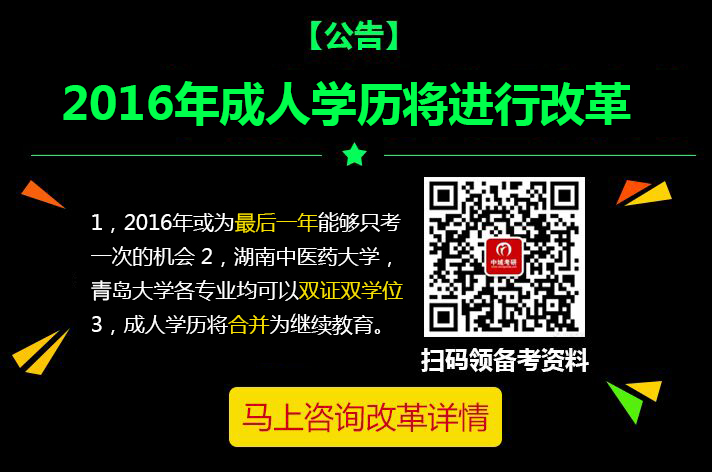 【公告】
2016年成人学历将进行改革
1，2016年或为最后一年能够只考
一次的机会 2，湖南中医药大学，
青岛大学各专业均可以双证双学位
3，成人学历将合并为继续教育。
中域考研
扫码领备考资料
马上咨询改革详情